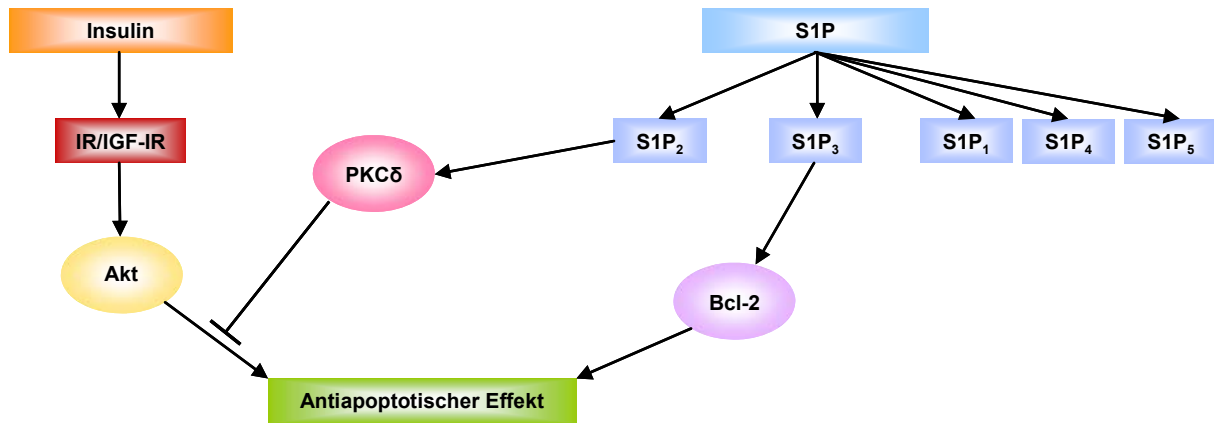 Insulin
S1P
IR/IGF-IR
S1P₂
S1P₃
S1P₁
S1P₄
S1P₅
PKCδ
Akt
Bcl-2
Antiapoptotischer Effekt